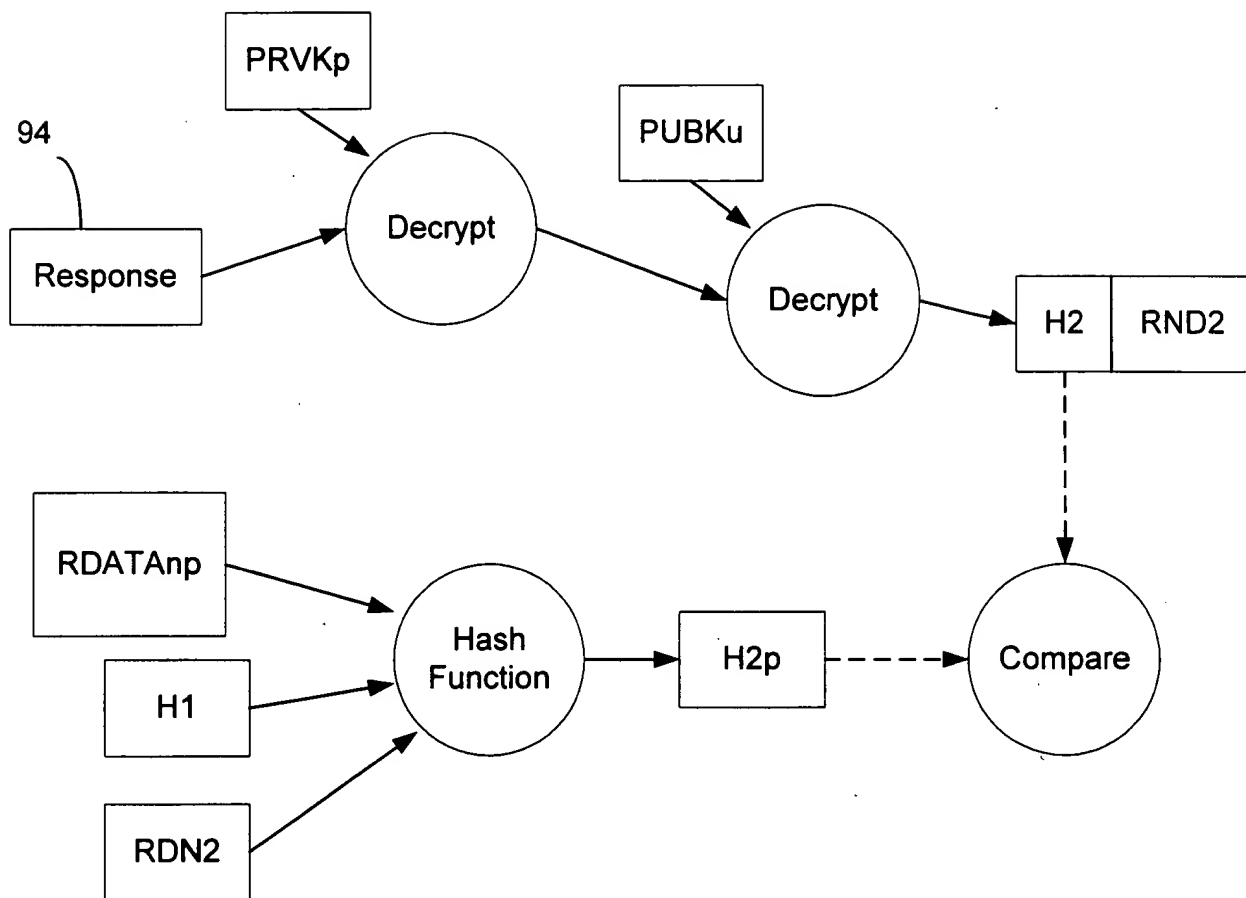 PRVKp
94
PUBKu
Response
Decrypt
Decrypt
H2
RND2
RDATAnp
Hash
Function
H2p
Compare
H1
RDN2